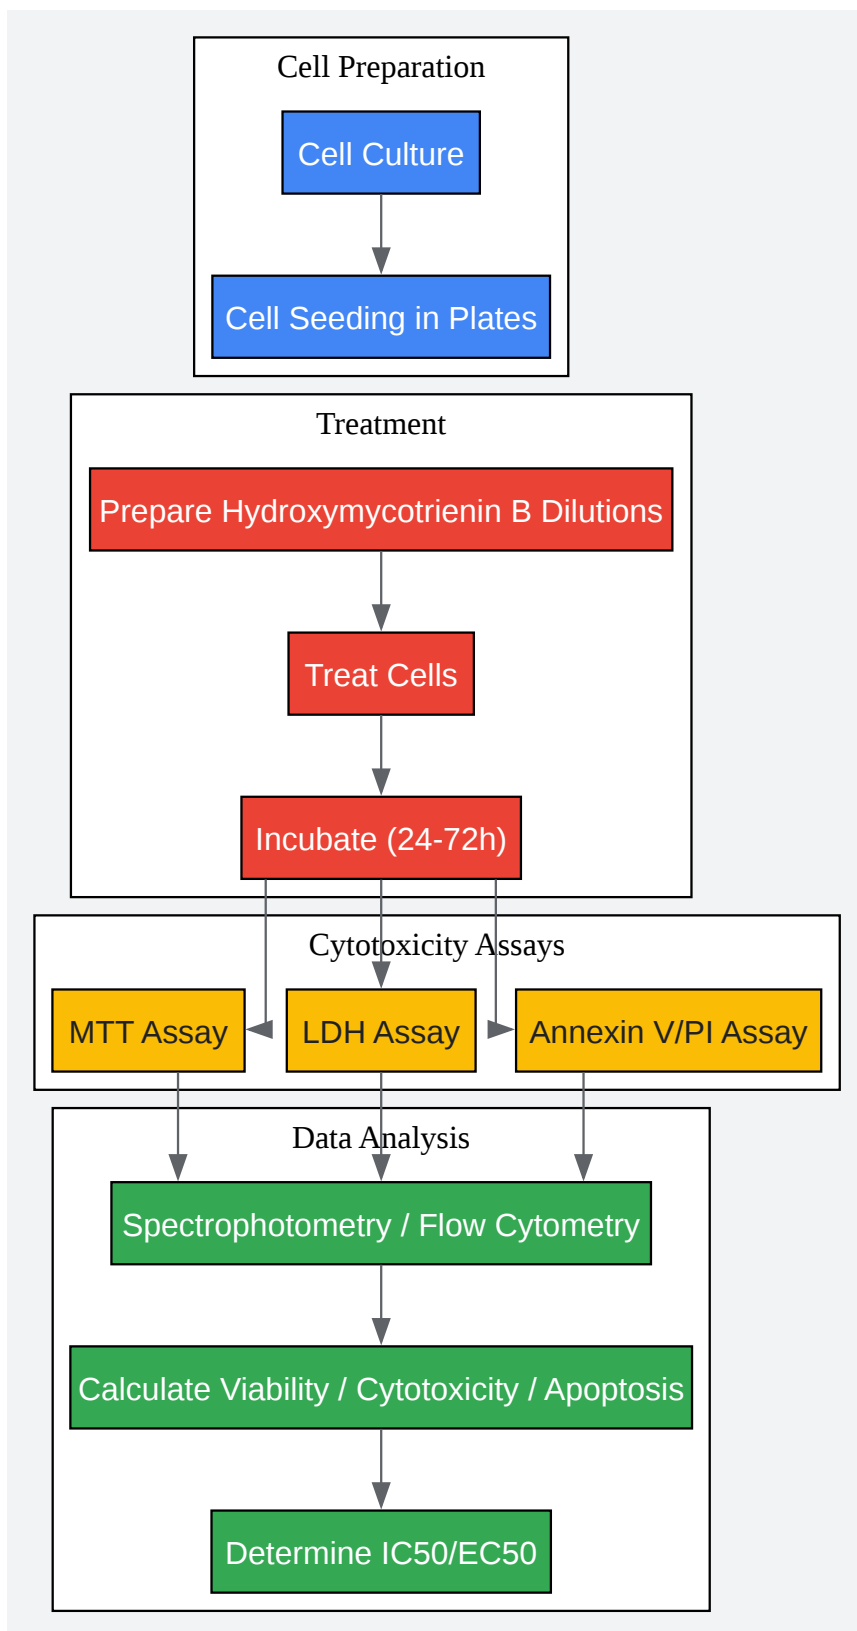 Cell Preparation
Cell Culture
Cell Seeding in Plates
Treatment
Prepare Hydroxymycotrienin B Dilutions
Treat Cells
Incubate (24-72h)
Cytotoxicity Assays
MTT Assay
LDH Assay
Annexin V/PI Assay
Data Analysis
Spectrophotometry / Flow Cytometry
Calculate Viability / Cytotoxicity / Apoptosis
Determine IC50/EC50